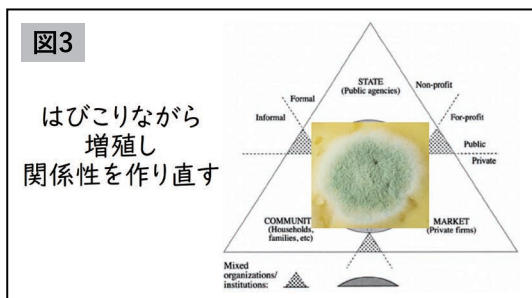 図3
はびこりながら
増殖し
関係性を作り直す
STATE
(Public agencies)
Non-profit
Formal
Informal
For-profit
Public
Private
COMMUNIT
(Households,
families, etc)
MARKET
(Private firms)
Mixed
organizations/
institutions: